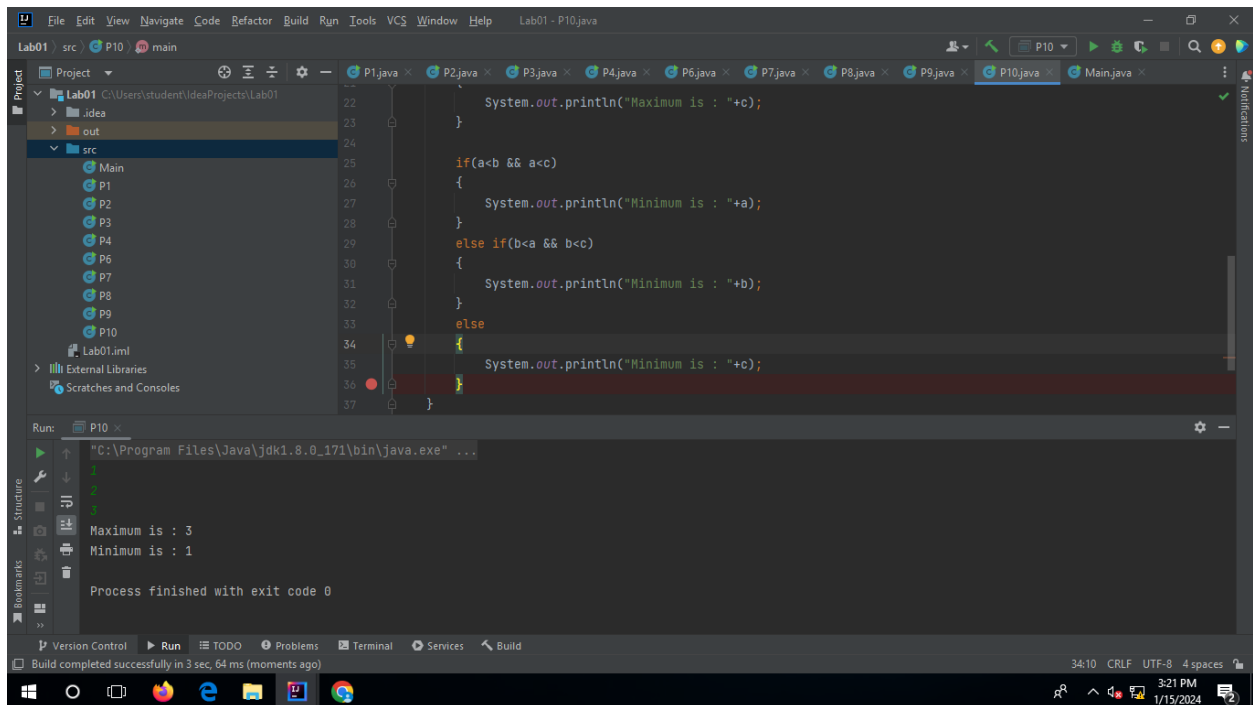 File Edit View Navigate Code Refactor Build Run Tools VCS Window Help Lab01 - P10.java
Lab01 src P10 main P10
Project
P1.java P2.java P3.java P4.java P6.java P7.java P8.java P9.java P10.java Main.java
Project
Notifications
Lab01 C:\Users\student\IdeaProjects\Lab01
.idea
out
src
Main
P1
P2
P3
P4
P6
P7
P8
P9
P10
Lab01.iml
External Libraries
Scratches and Consoles
22 System.out.println("Maximum is : "+c);
23 }
24
25 if(a<b && a<c)
26 {
27 System.out.println("Minimum is : "+a);
28 }
29 else if(b<a && b<c)
30 {
31 System.out.println("Minimum is : "+b);
32 }
33 else
34 {
35 System.out.println("Minimum is : "+c);
36 }
37 }
Run: P10
"C:\Program Files\Java\jdk1.8.0_171\bin\java.exe" ...
1
2
3
Maximum is : 3
Minimum is : 1
Process finished with exit code 0
Structure
Bookmarks
Version Control Run TODO Problems Terminal Services Build
Build completed successfully in 3 sec, 64 ms (moments ago) 34:10 CRLF UTF-8 4 spaces
3:21 PM
1/15/2024
2